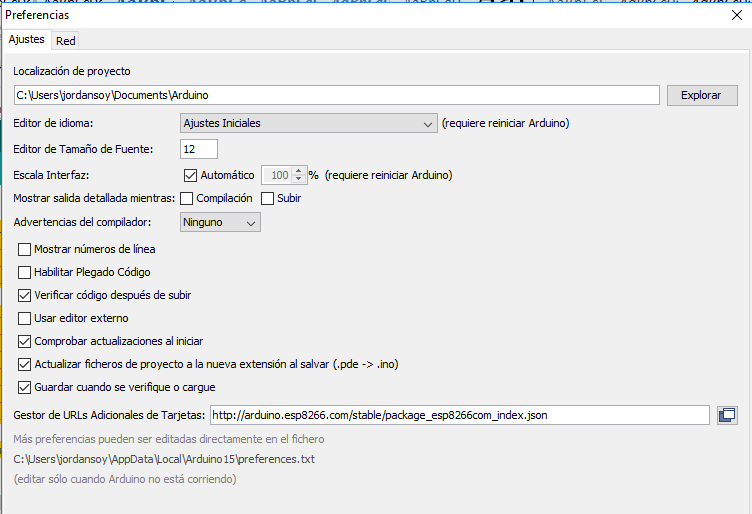 Preferencias
Ajustes Red
Localización de proyecto
C:\Users\jordansoy\Documents\Arduino Explorar
Editor de idioma: Ajustes Iniciales (requiere reiniciar Arduino)
Editor de Tamaño de Fuente: 12
Escala Interfaz: Automático 100 % (requiere reiniciar Arduino)
Mostrar salida detallada mientras: Compilación Subir
Advertencias del compilador: Ninguno
Mostrar números de línea
Habilitar Plegado Código
Verificar código después de subir
Usar editor externo
Comprobar actualizaciones al iniciar
Actualizar ficheros de proyecto a la nueva extensión al salvar (.pde -> .ino)
Guardar cuando se verifique o cargue
Gestor de URLs Adicionales de Tarjetas: http://arduino.esp8266.com/stable/package_esp8266com_index.json
Más preferencias pueden ser editadas directamente en el fichero
C:\Users\jordansoy\AppData\Local\Arduino15\preferences.txt
(editar sólo cuando Arduino no está corriendo)